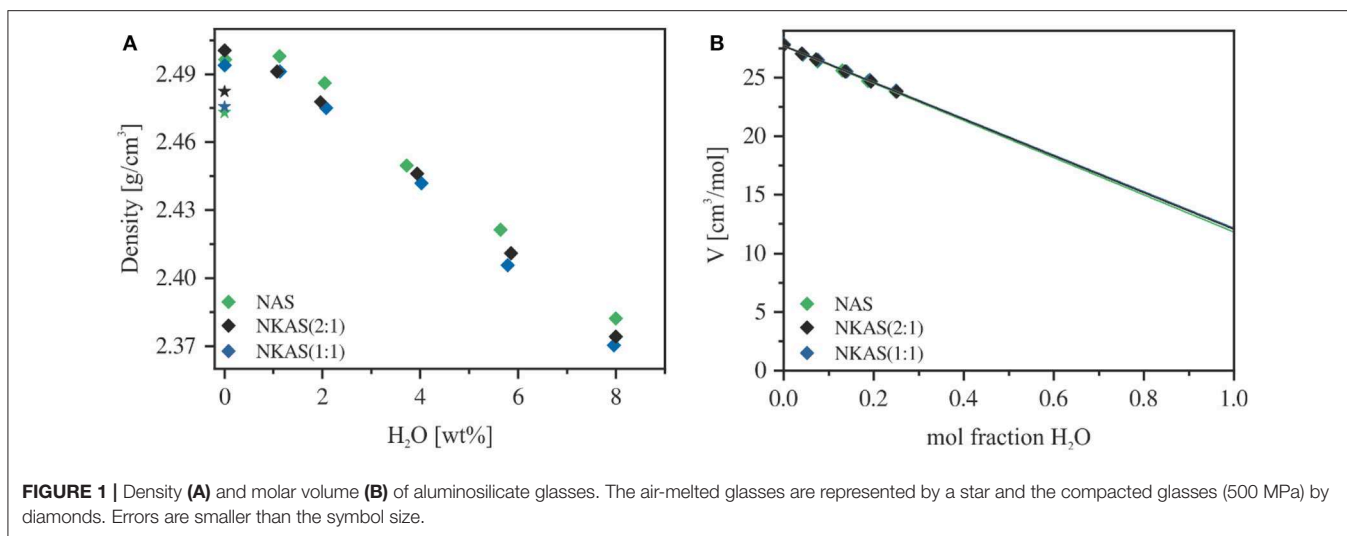 A
Density [g/cm³]
2.49
2.46
2.43
2.40
2.37
NAS
NKAS(2:1)
NKAS(1:1)
0 2 4 6 8
H₂O [wt%]
B
V [cm³/mol]
25
20
15
10
5
0
NAS
NKAS(2:1)
NKAS(1:1)
0.0 0.2 0.4 0.6 0.8 1.0
mol fraction H₂O
FIGURE 1 | Density (A) and molar volume (B) of aluminosilicate glasses. The air-melted glasses are represented by a star and the compacted glasses (500 MPa) by
diamonds. Errors are smaller than the symbol size.